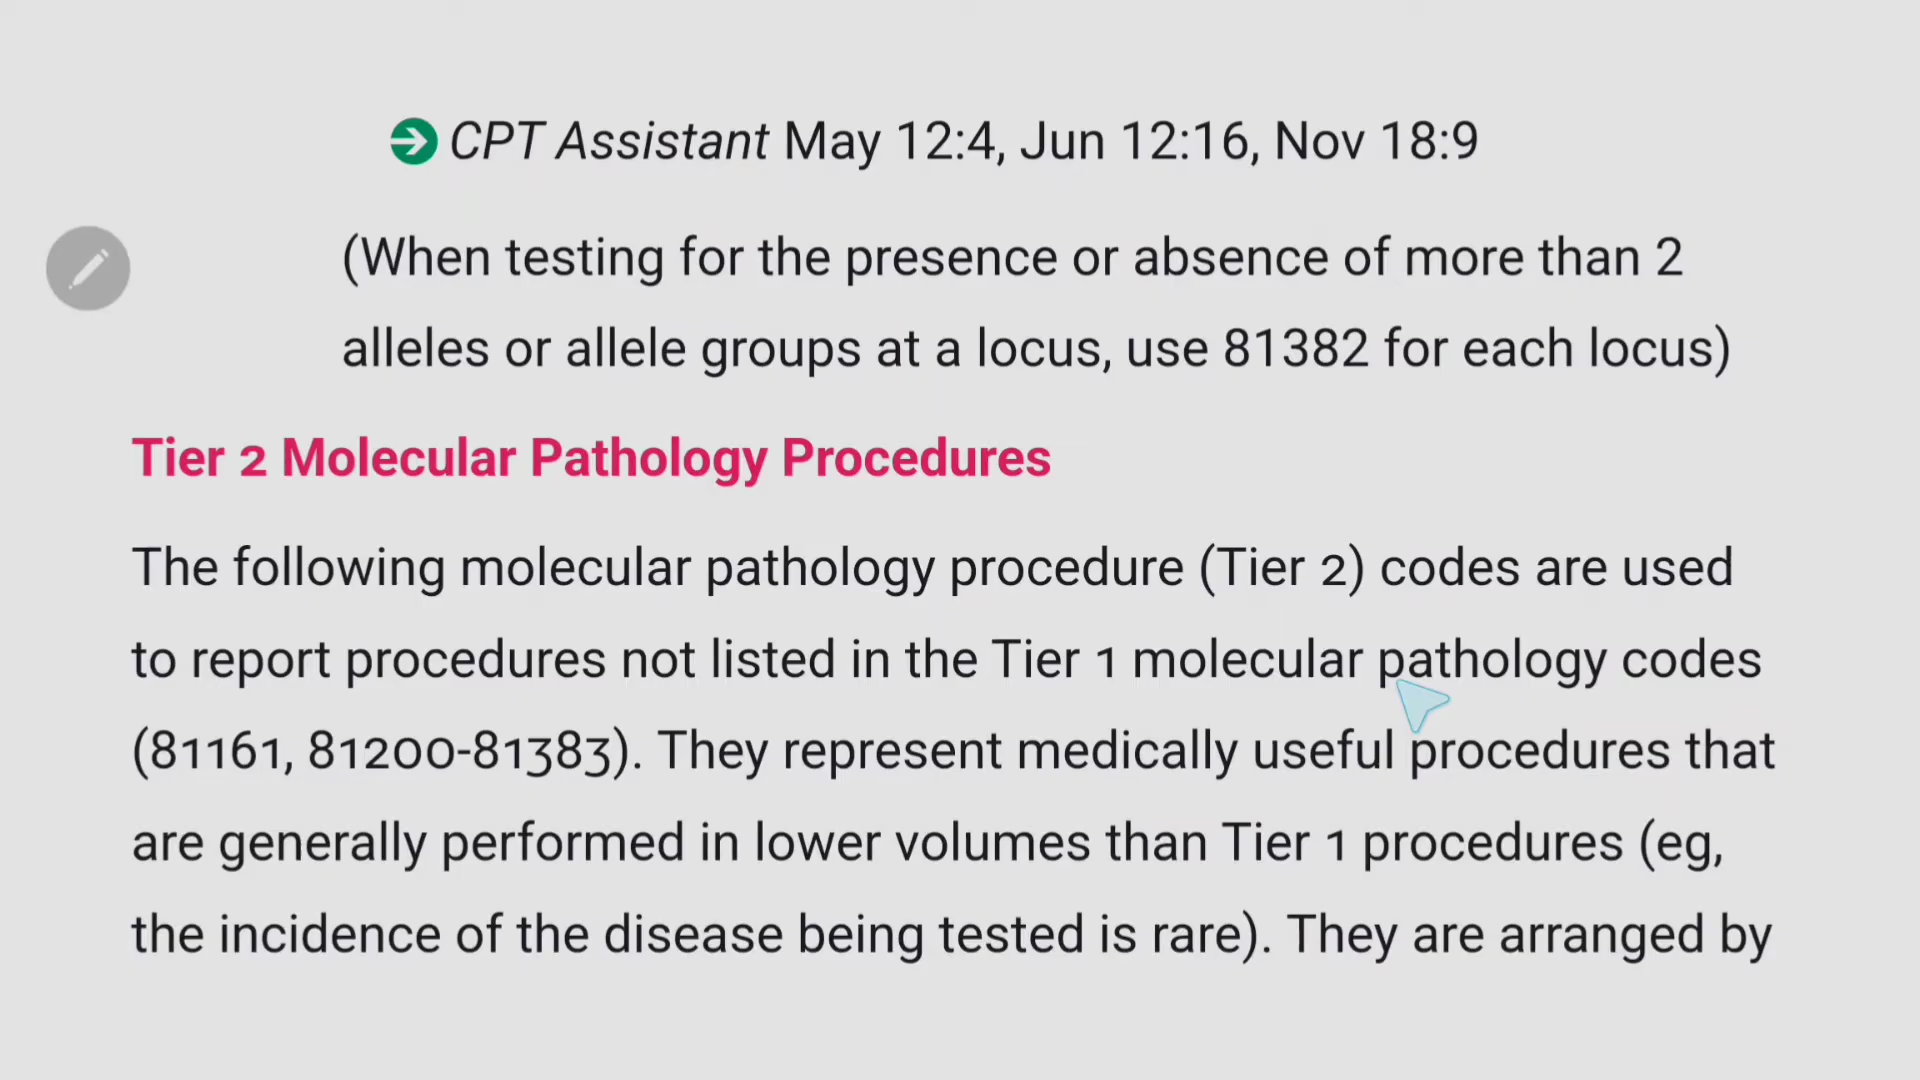 CPT Assistant May 12:4, Jun 12:16, Nov 18:9
(When testing for the presence or absence of more than 2
alleles or allele groups at a locus, use 81382 for each locus)
Tier 2 Molecular Pathology Procedures
The following molecular pathology procedure (Tier 2) codes are used
to report procedures not listed in the Tier 1 molecular pathology codes
(81161, 81200-81383). They represent medically useful procedures that
are generally performed in lower volumes than Tier 1 procedures (eg,
the incidence of the disease being tested is rare). They are arranged by